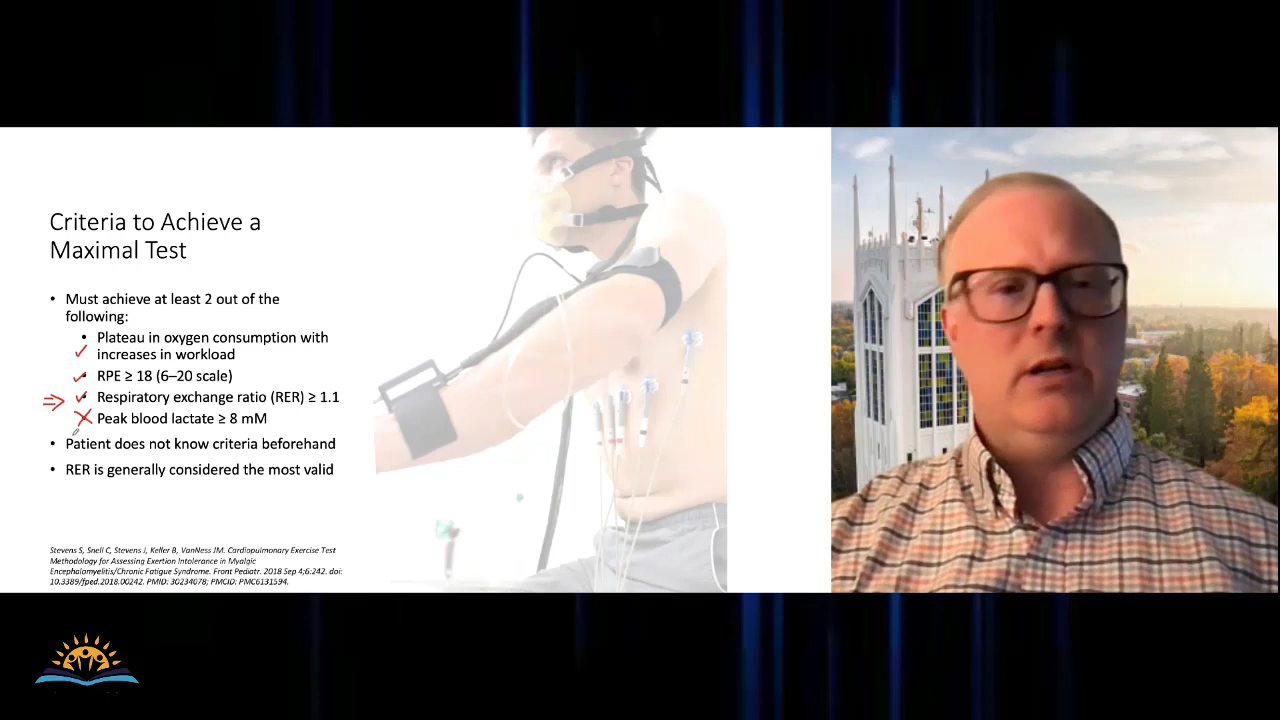 Criteria to Achieve a
Maximal Test
• Must achieve at least 2 out of the
following:
• Plateau in oxygen consumption with
increases in workload
• RPE ≥ 18 (6–20 scale)
• Respiratory exchange ratio (RER) ≥ 1.1
• Peak blood lactate ≥ 8 mM
• Patient does not know criteria beforehand
• RER is generally considered the most valid
Stevens S, Snell C, Stevens J, Keller B, VanNess JM. Cardiopulmonary Exercise Test
Methodology for Assessing Exertion Intolerance in Myalgic
Encephalomyelitis/Chronic Fatigue Syndrome. Front Pediatr. 2018 Sep 4;6:242. doi:
10.3389/fped.2018.00242. PMID: 30234078; PMCID: PMC6131594.